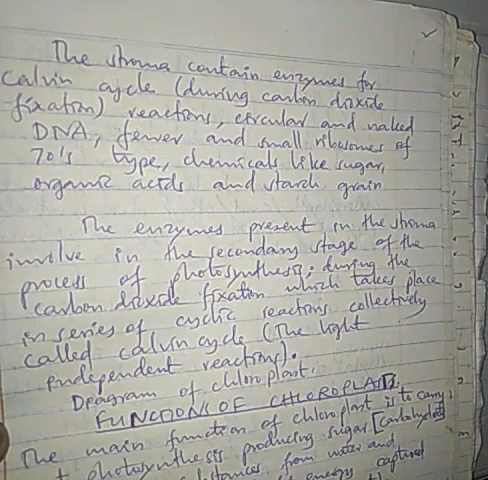 The stroma contain enzymes for
Calvin cycle (during carbon dioxide
fixation) reactions, circular and naked
DNA, fewer and small ribosomes of
70's type, chemicals like sugar,
organic acids and starch grain
The enzymes present in the stroma
involve in the secondary stage of the
process of photosynthesis; during the
carbon dioxide fixation which takes place
in series of cyclic reactions collectively
called calvin cycle (The light
independent reactions).
Diagram of chloroplant.
FUNCTIONS OF CHLOROPLAST.
The main function of chloroplant is to carry
photosynthesis producing sugar [carbohydrate
from water and
energy captured